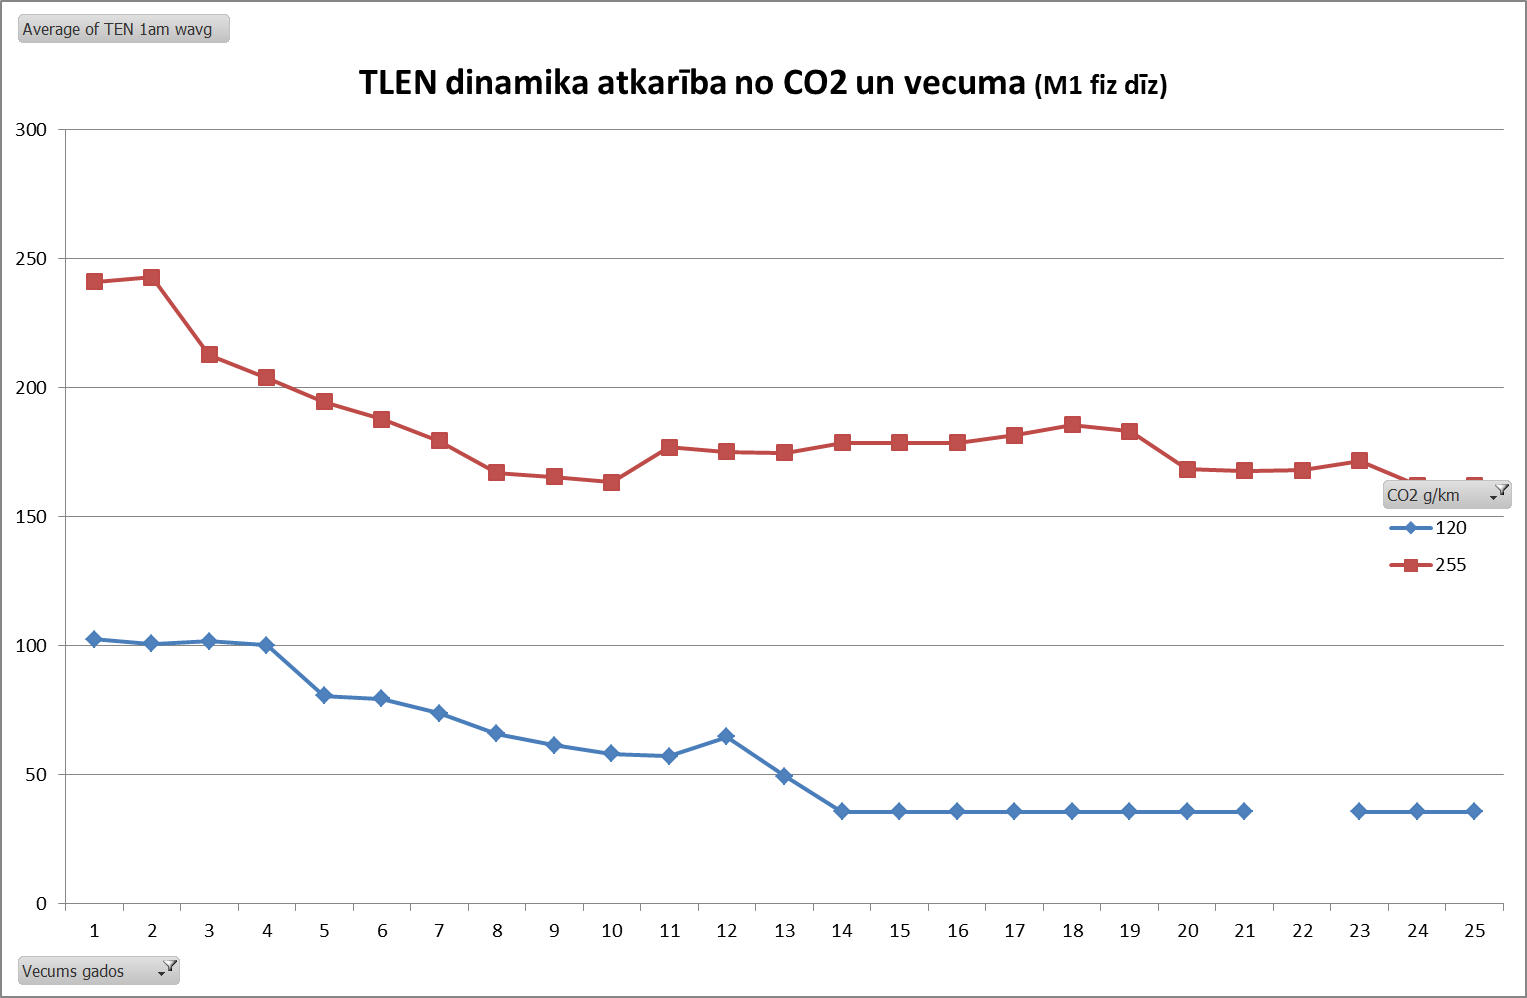 Average of TEN 1am wavg
TLEN dinamika atkarība no CO2 un vecuma (M1 fiz dīz)
300
250
200
150
100
50
0
CO2 g/km
120
255
1 2 3 4 5 6 7 8 9 10 11 12 13 14 15 16 17 18 19 20 21 22 23 24 25
Vecums gados